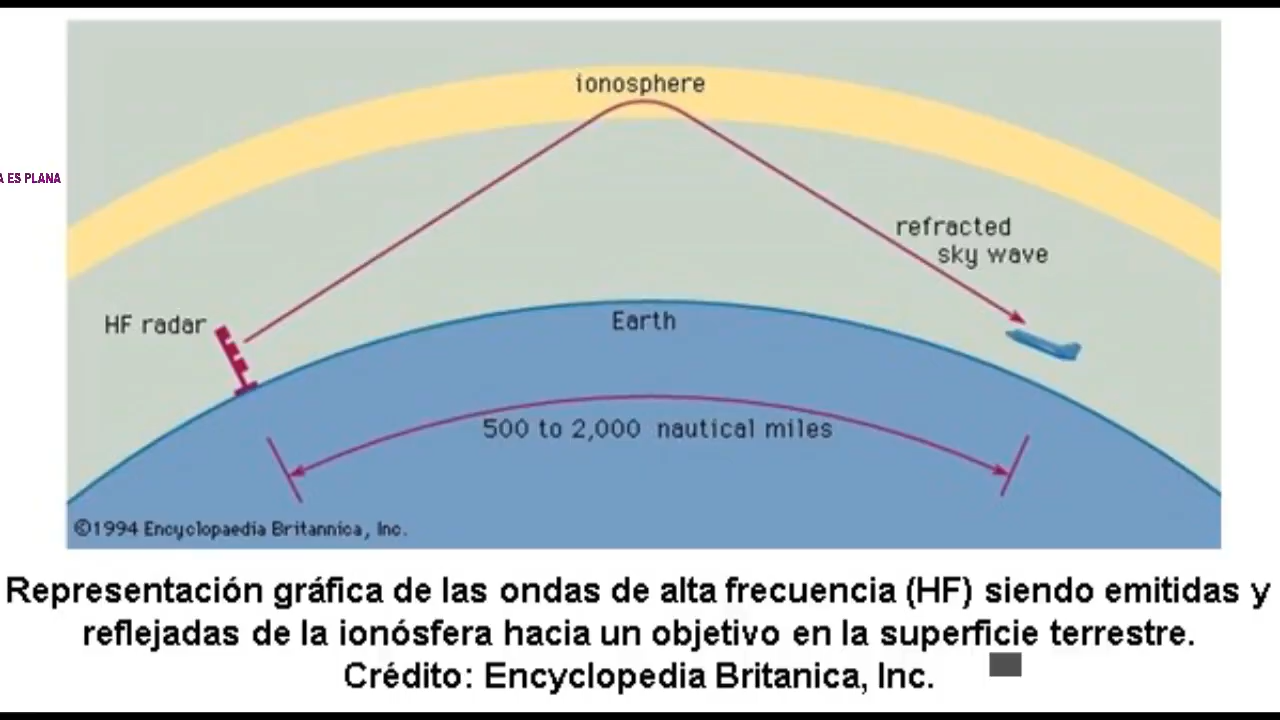 ionosphere
A ES PLANA
refracted
sky wave
HF radar
Earth
500 to 2,000 nautical miles
©1994 Encyclopaedia Britannica, Inc.
Representación gráfica de las ondas de alta frecuencia (HF) siendo emitidas y
reflejadas de la ionósfera hacia un objetivo en la superficie terrestre.
Crédito: Encyclopedia Britanica, Inc.